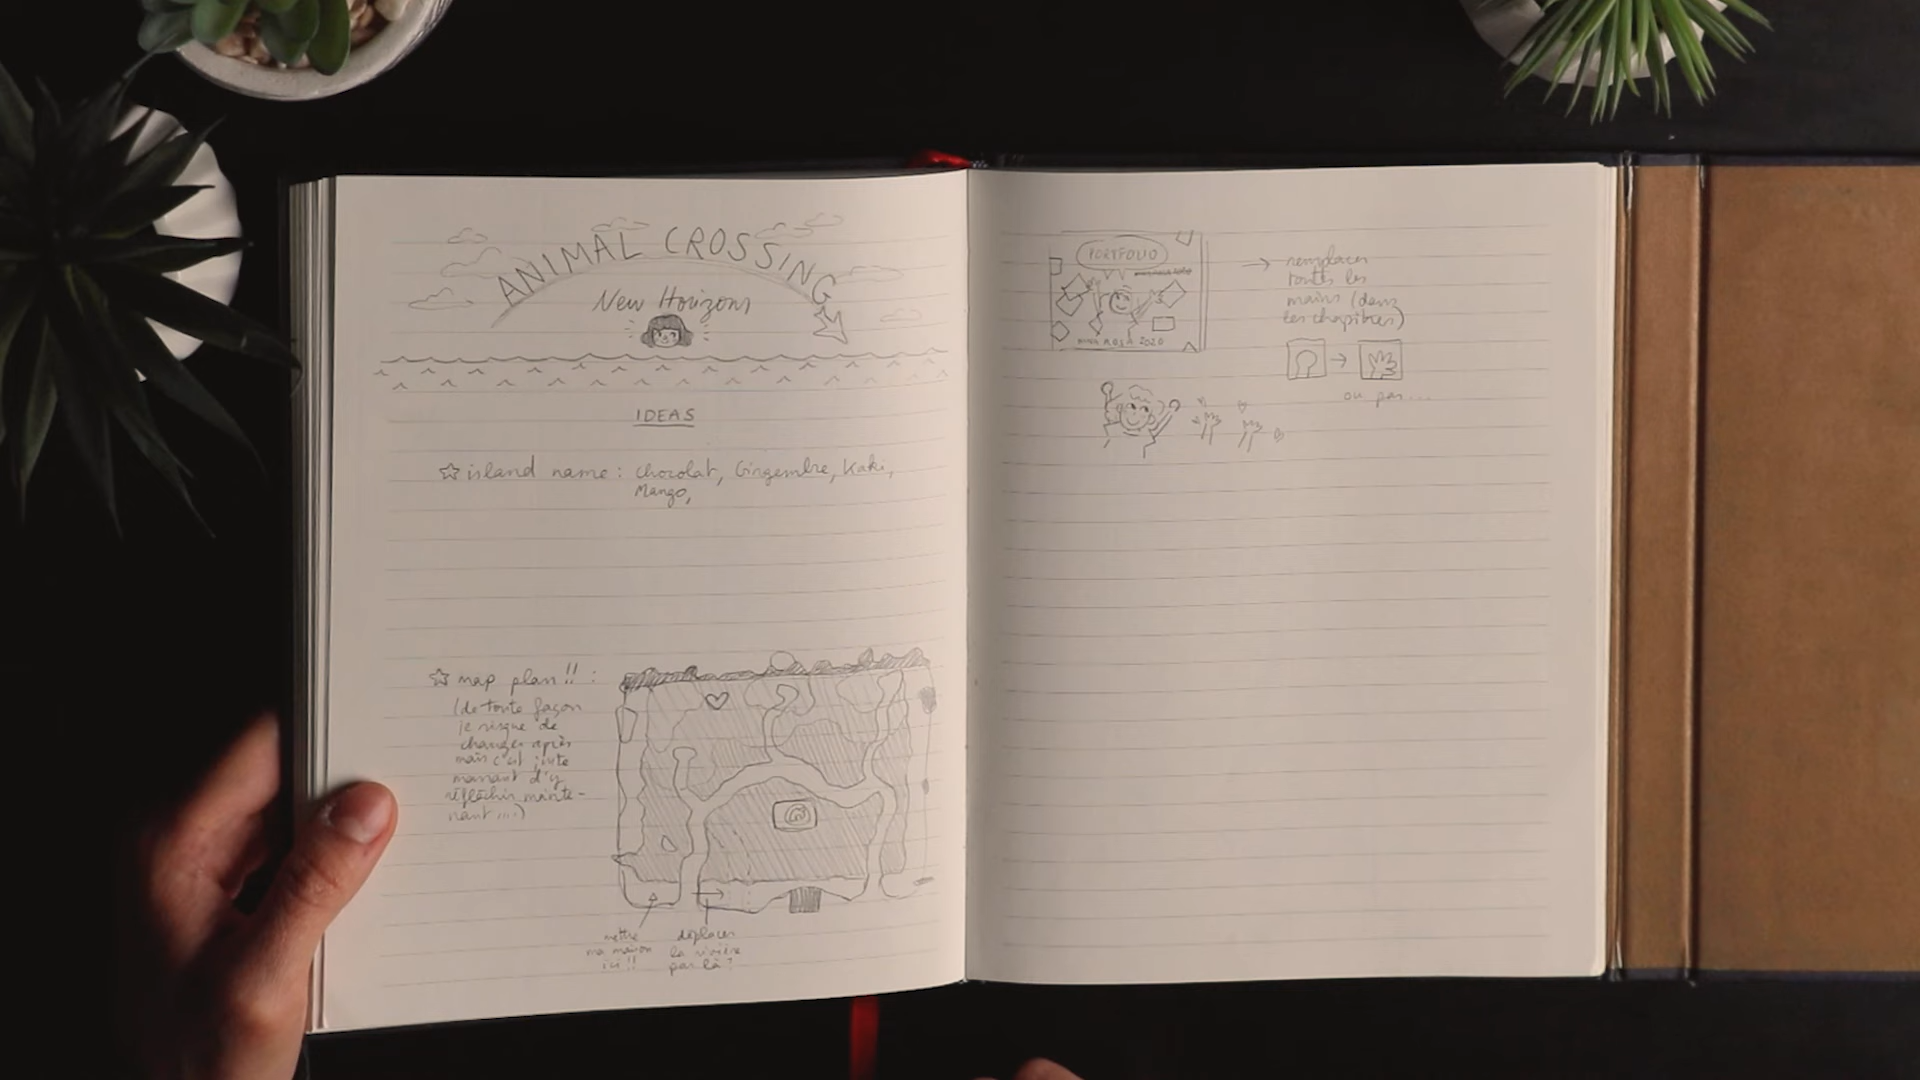 ANIMAL CROSSING
New Horizons
IDEAS
island name : chocolat, Gingembre, Kaki,
Mango,
map plan !! :
(de toute façon
je risque de
changer après
mais c'est juste
marrant d'y
réfléchir mainte-
nant ....)
mettre
ma maison
ici !!
déplacer
la rivière
par là ?
PORTFOLIO
2020
→ remplacer
toutes les
mains (dans
les chapitres)
ou par...